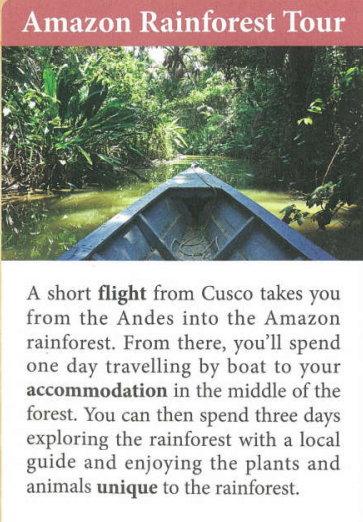 Amazon Rainforest Tour
A short flight from Cusco takes you
from the Andes into the Amazon
rainforest. From there, you'll spend
one day travelling by boat to your
accommodation in the middle of the
forest. You can then spend three days
exploring the rainforest with a local
guide and enjoying the plants and
animals unique to the rainforest.